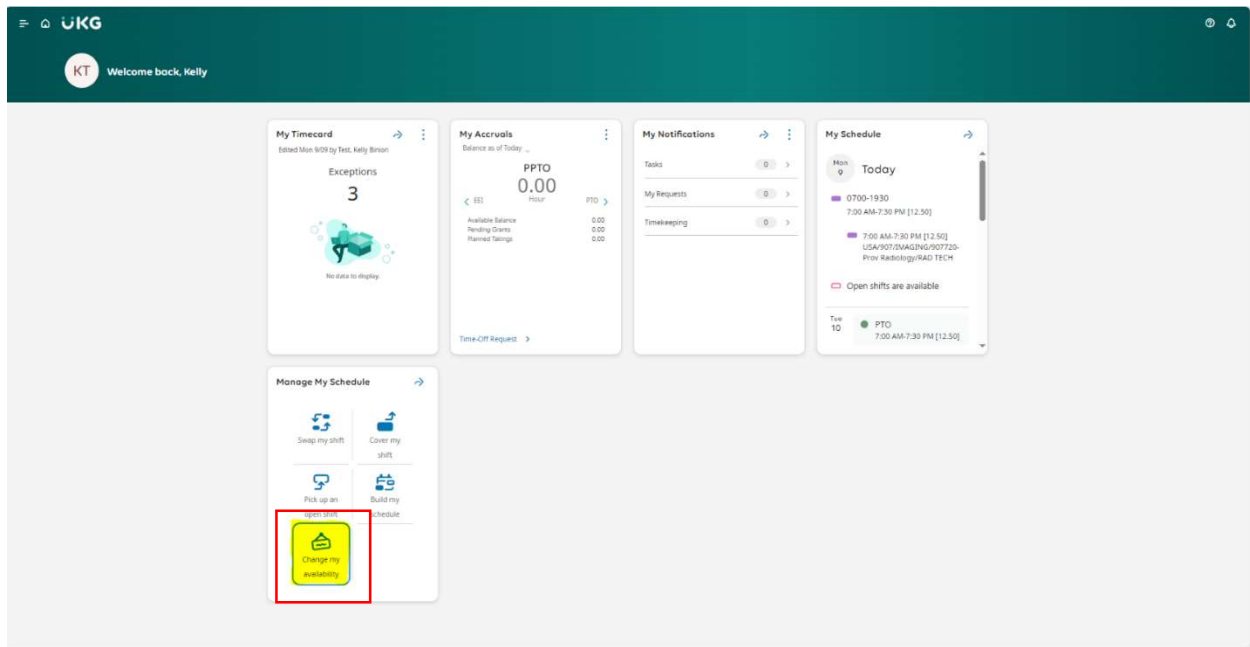 UKG
KT
Welcome back, Kelly
My Timecard
Edited Mon 9/09 by Test, Kelly Binion
Exceptions
3
No data to display.
My Accruals
Balance as of Today ...
PPTO
0.00
Hour
EEI
PTO
Available Balance 0.00
Pending Grants 0.00
Planned Takings 0.00
Time-Off Request
My Notifications
Tasks 0
My Requests 0
Timekeeping 0
My Schedule
Mon
9
Today
0700-1930
7:00 AM-7:30 PM [12.50]
7:00 AM-7:30 PM [12.50]
USA/907/IMAGING/907720-
Prov Radiology/RAD TECH
Open shifts are available
Tue
10
PTO
7:00 AM-7:30 PM [12.50]
Manage My Schedule
Swap my shift
Cover my
shift
Pick up an
open shift
Build my
schedule
Change my
availability